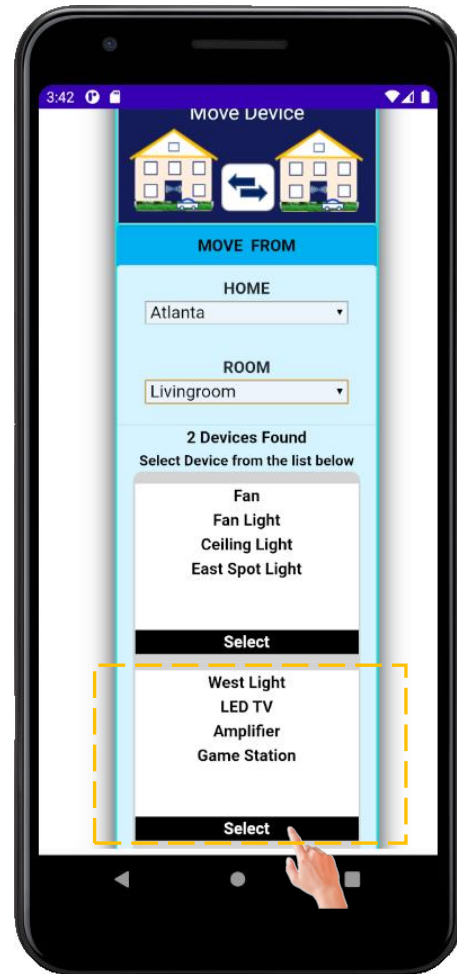 3:42
Move Device
MOVE FROM
HOME
Atlanta
ROOM
Livingroom
2 Devices Found
Select Device from the list below
Fan
Fan Light
Ceiling Light
East Spot Light
Select
West Light
LED TV
Amplifier
Game Station
Select